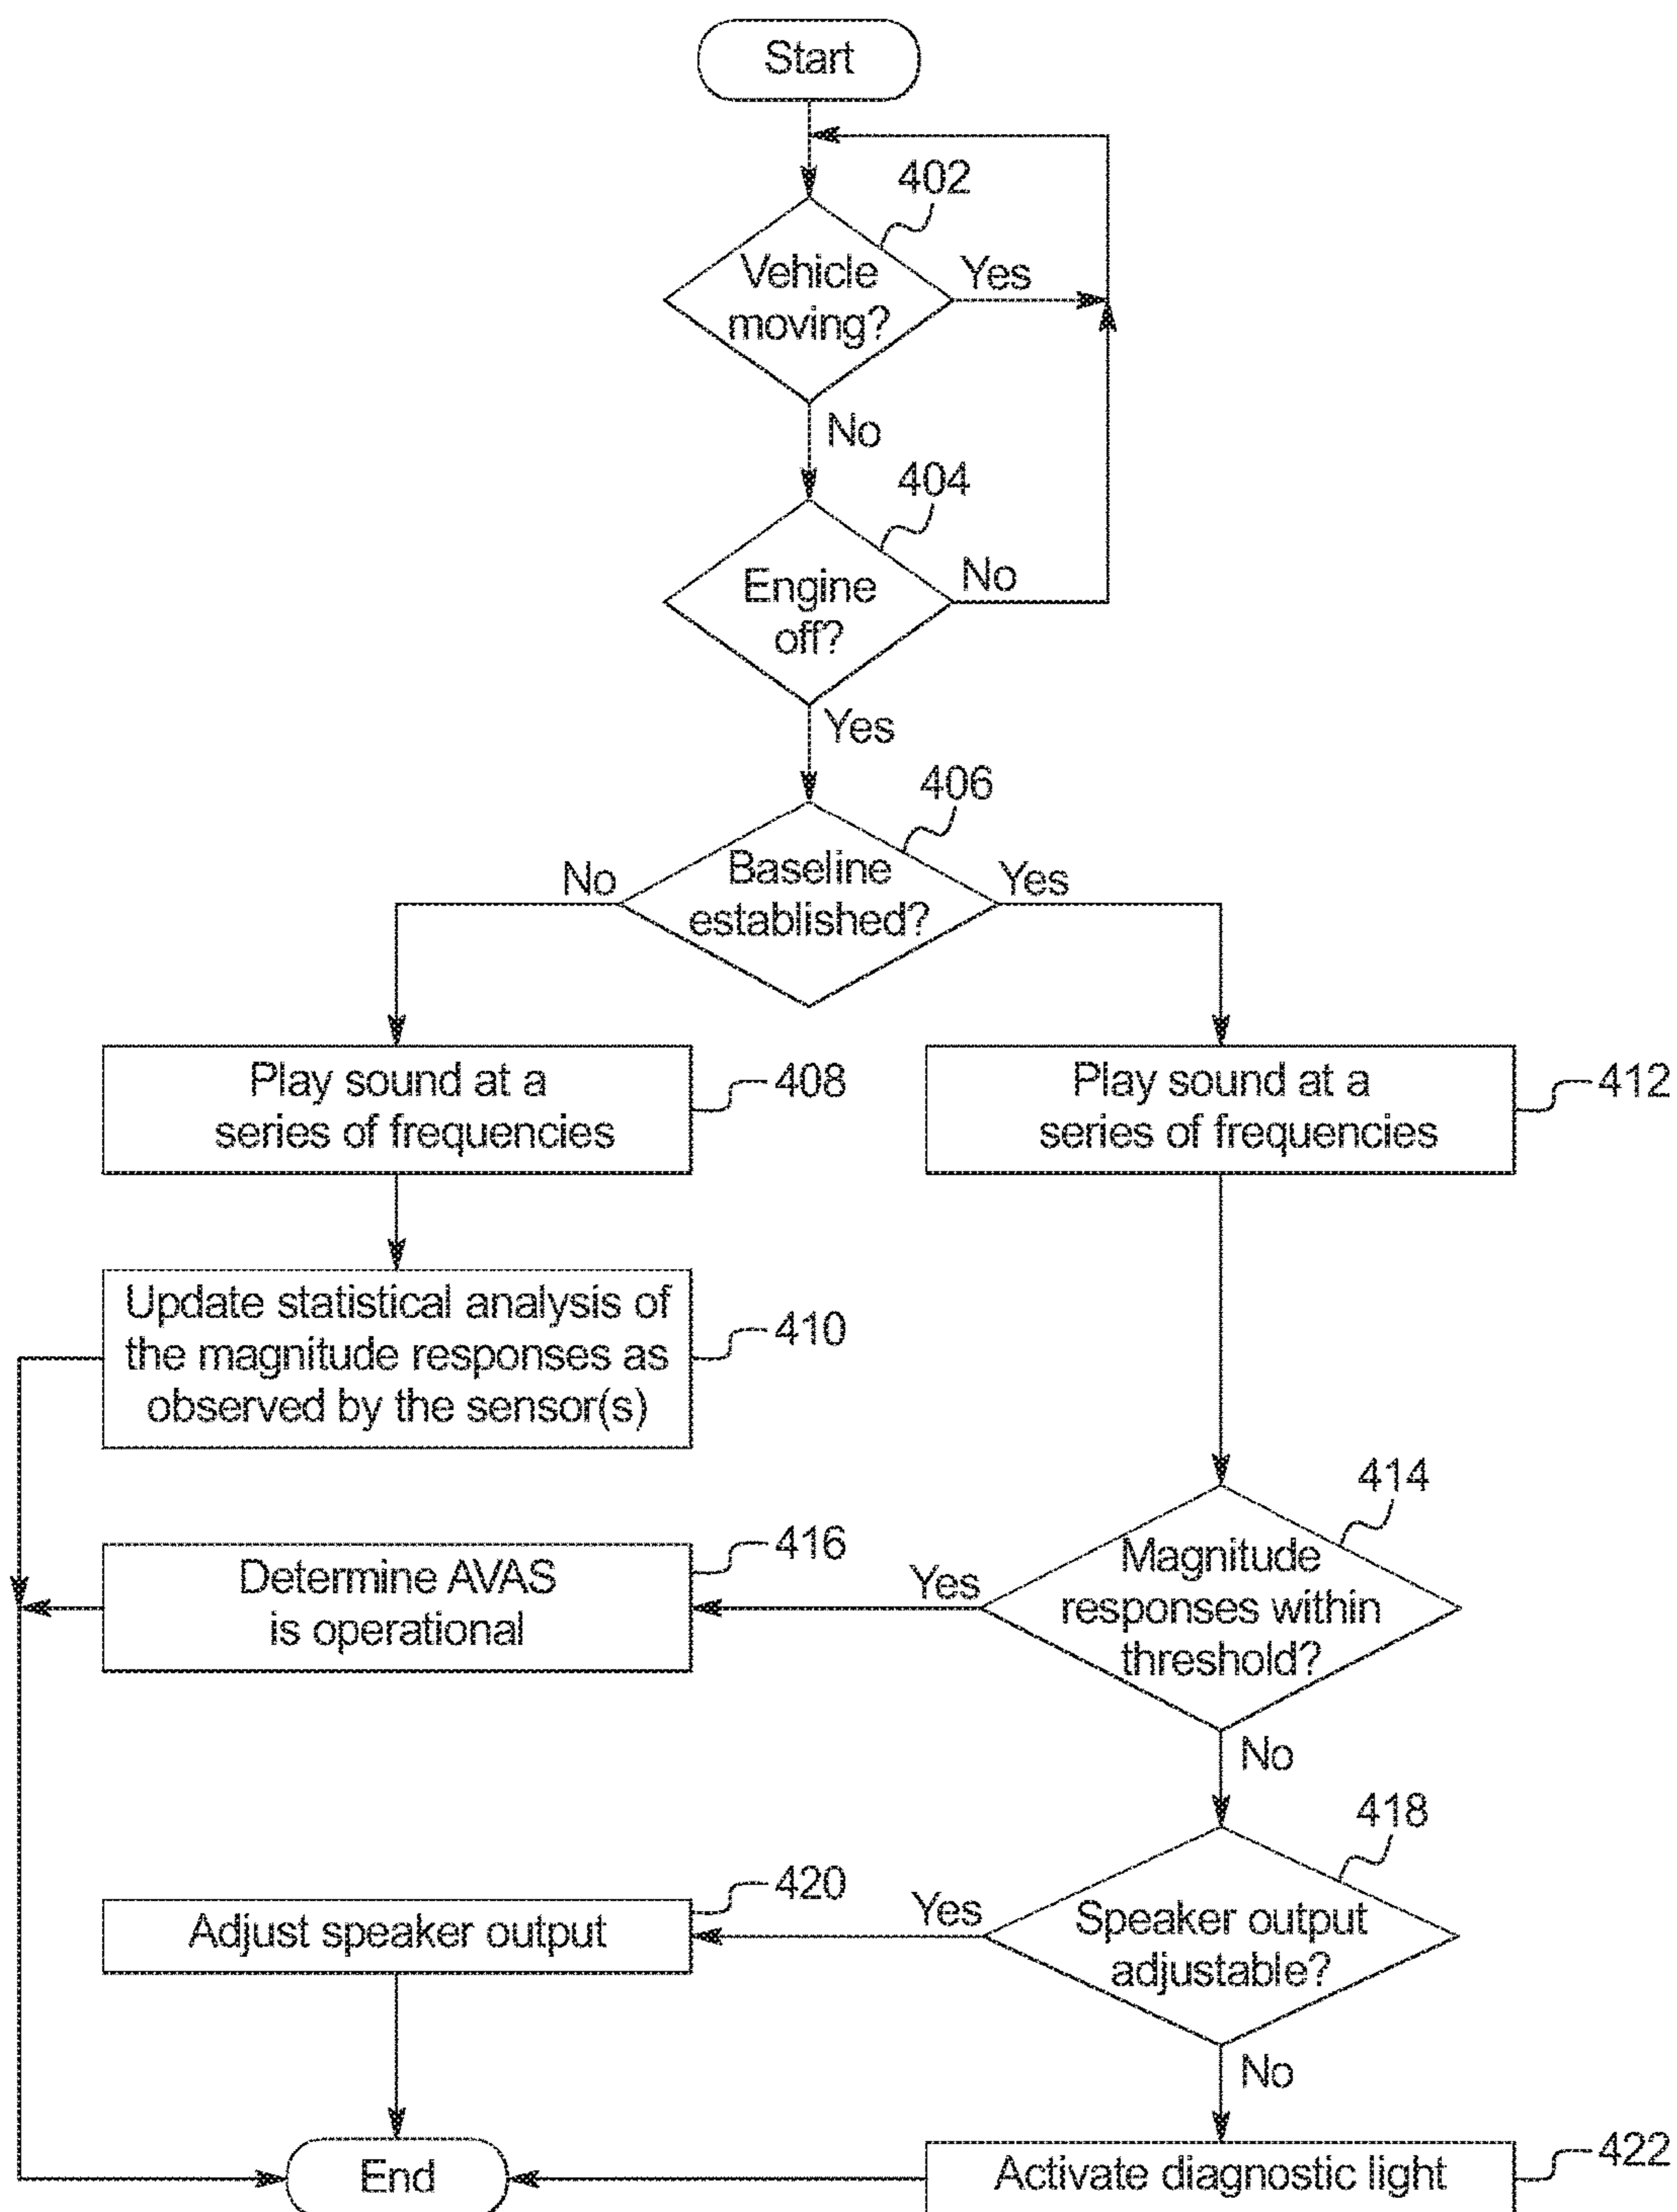 Start
402
Vehicle
moving?
Yes
No
404
Engine
off?
No
Yes
406
Baseline
established?
No
Yes
Play sound at a
series of frequencies
408
Play sound at a
series of frequencies
412
Update statistical analysis of
the magnitude responses as
observed by the sensor(s)
410
414
Magnitude
responses within
threshold?
Yes
416
Determine AVAS
is operational
No
418
Speaker output
adjustable?
Yes
420
Adjust speaker output
No
End
Activate diagnostic light
422